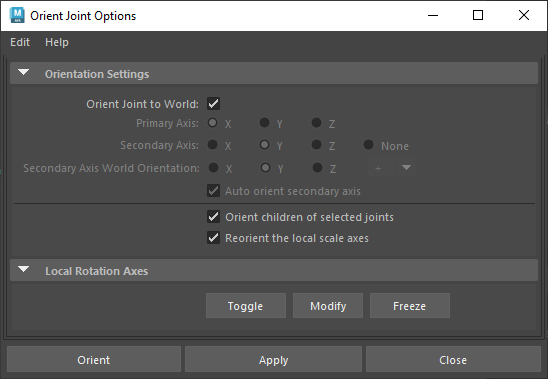 Orient Joint Options
Edit Help
Orientation Settings
Orient Joint to World:
Primary Axis: X Y Z
Secondary Axis: X Y Z None
Secondary Axis World Orientation: X Y Z +
Auto orient secondary axis
Orient children of selected joints
Reorient the local scale axes
Local Rotation Axes
Toggle Modify Freeze
Orient Apply Close